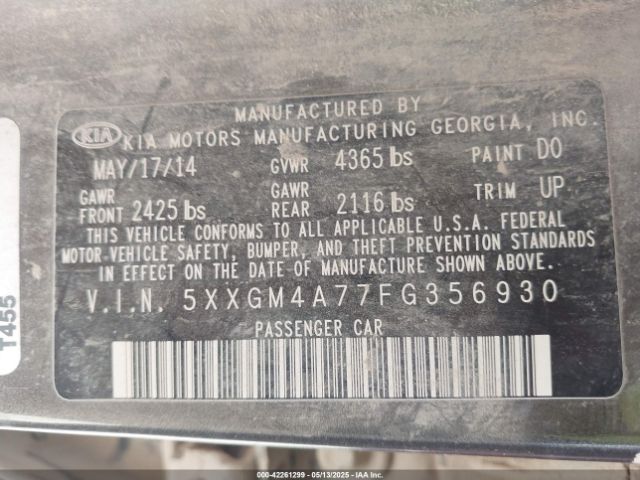 MANUFACTURED BY
KIA KIA MOTORS MANUFACTURING GEORGIA, INC.
MAY/17/14 GVWR 4365 lbs PAINT DO
GAWR FRONT 2425 lbs GAWR REAR 2116 lbs TRIM UP
THIS VEHICLE CONFORMS TO ALL APPLICABLE U.S.A. FEDERAL
MOTOR VEHICLE SAFETY, BUMPER, AND THEFT PREVENTION STANDARDS
IN EFFECT ON THE DATE OF MANUFACTURE SHOWN ABOVE.
V.I.N. 5XXGM4A77FG356930
PASSENGER CAR
T455
000-42261299 - 05/13/2025 - IAA Inc.